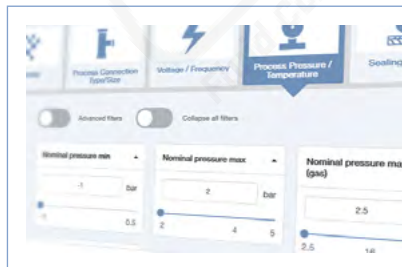 Process Connection
Type/Size
Voltage / Frequency
Process Pressure /
Temperature
Sealing
Advanced filters
Collapse all filters
Nominal pressure min
Nominal pressure max
Nominal pressure ma
(gas)
-1
bar
2
bar
2.5
-1
0.5
2
4
5
2.5
16